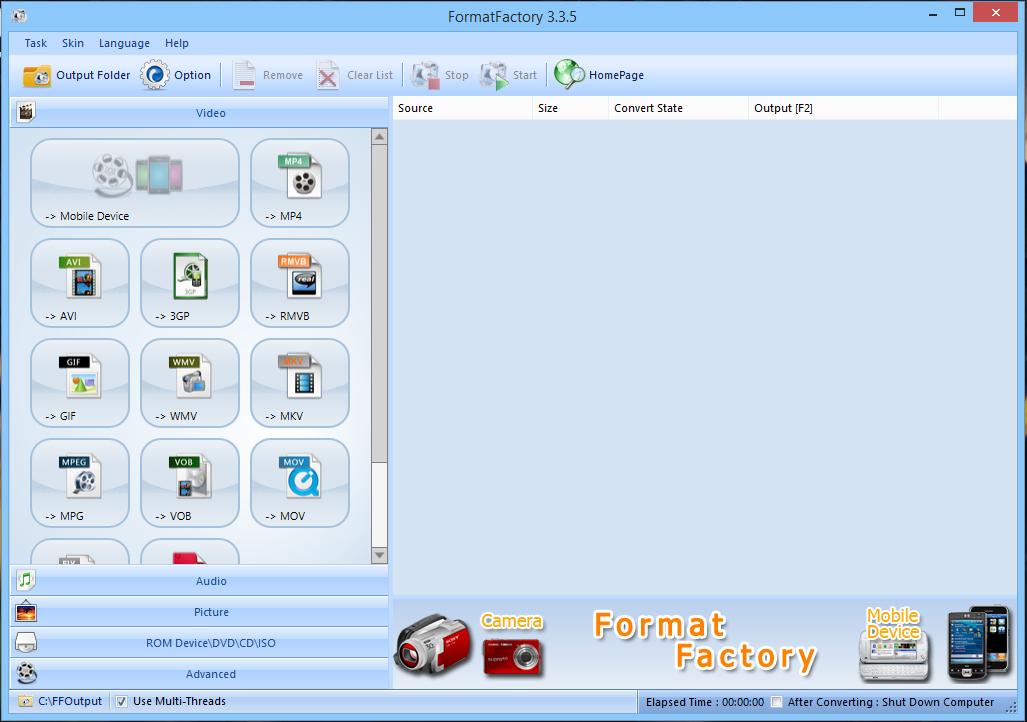 FormatFactory 3.3.5
Task Skin Language Help
Output Folder Option Remove Clear List Stop Start HomePage
Video
Source Size Convert State Output [F2]
MP4
-> Mobile Device
-> MP4
AVI
3GP
RMVB
real
-> AVI
-> 3GP
-> RMVB
GIF
WMV
MKV
-> GIF
-> WMV
-> MKV
MPEG
VOB
MOV
-> MPG
-> VOB
-> MOV
Audio
Picture
ROM Device\DVD\CD\ISO
Advanced
Camera
SONY
Format
Factory
Mobile
Device
C:\FFOutput Use Multi-Threads
Elapsed Time : 00:00:00 After Converting : Shut Down Computer